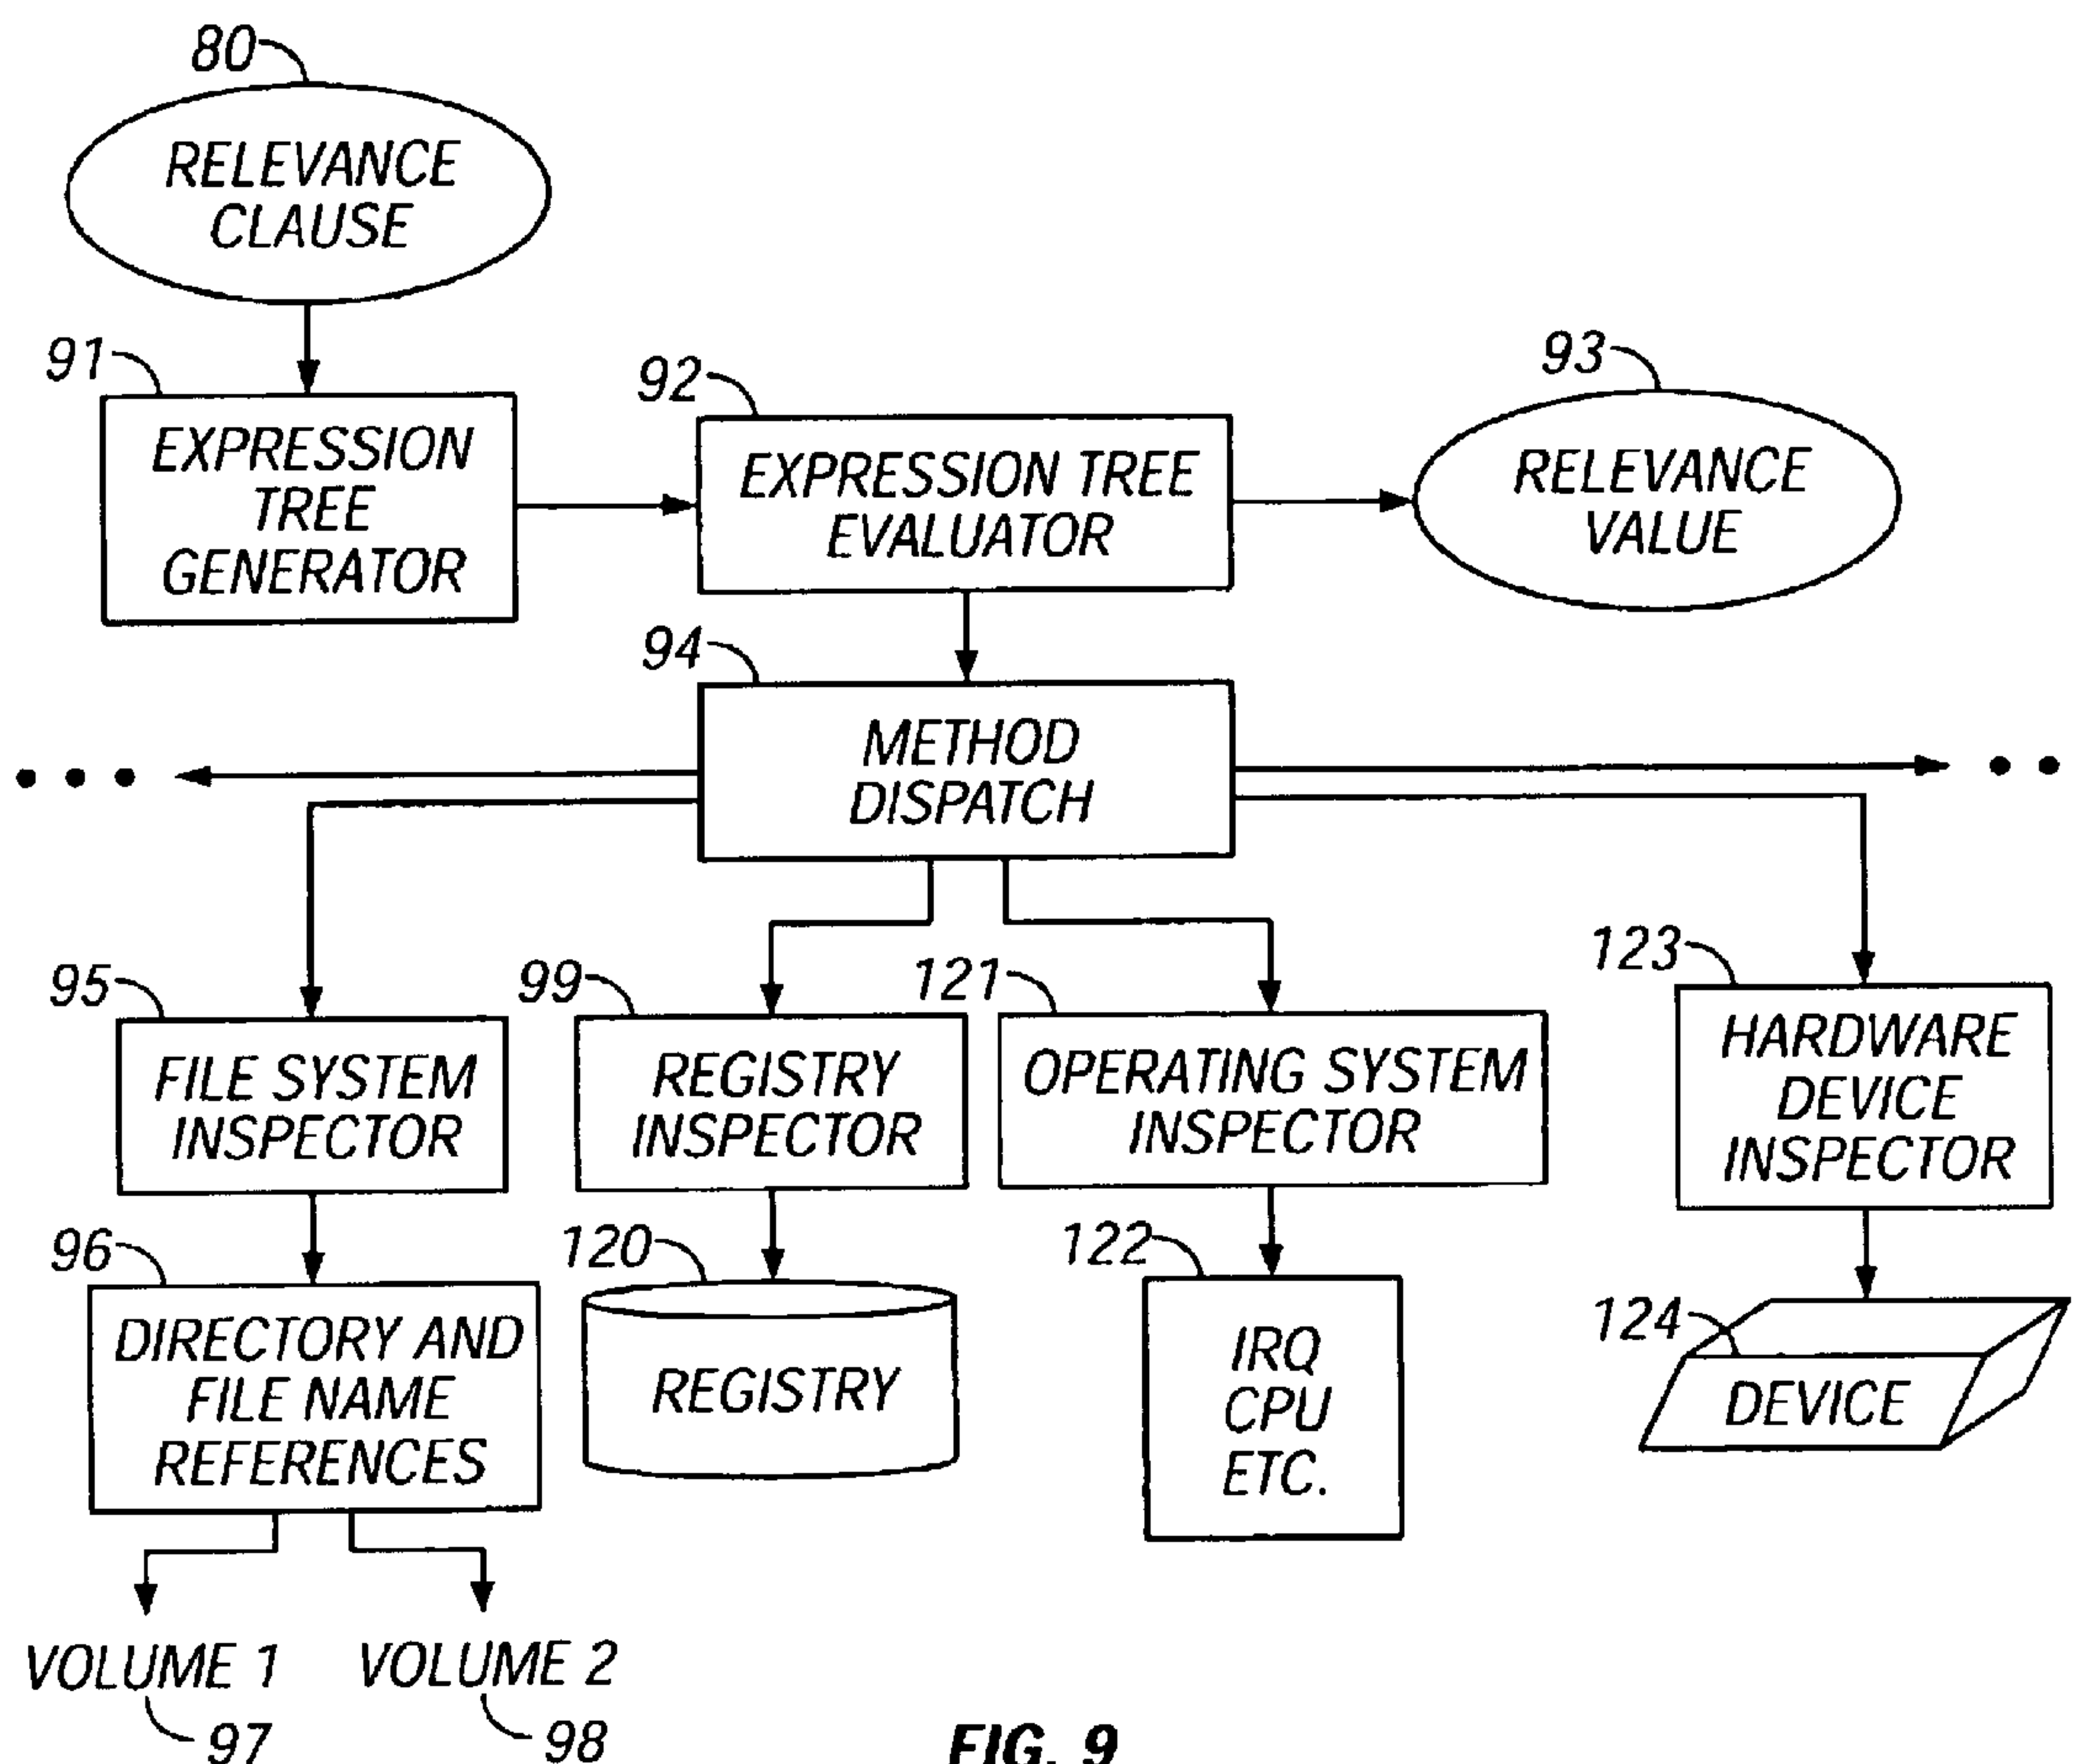 80
RELEVANCE
CLAUSE
91
EXPRESSION
TREE
GENERATOR
92
EXPRESSION TREE
EVALUATOR
93
RELEVANCE
VALUE
94
METHOD
DISPATCH
95
FILE SYSTEM
INSPECTOR
99
REGISTRY
INSPECTOR
121
OPERATING SYSTEM
INSPECTOR
123
HARDWARE
DEVICE
INSPECTOR
96
DIRECTORY AND
FILE NAME
REFERENCES
120
REGISTRY
122
IRQ
CPU
ETC.
124
DEVICE
VOLUME 1
97
VOLUME 2
98
FIG. 9